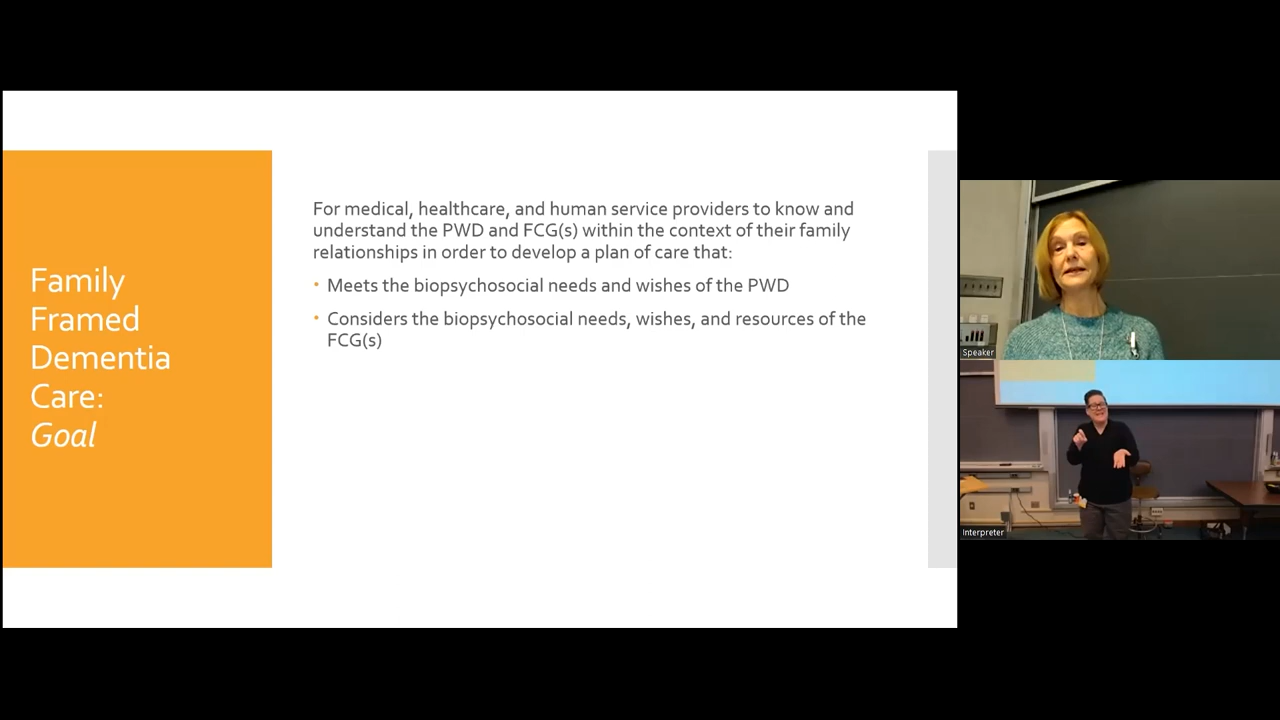 Family
Framed
Dementia
Care:
Goal
For medical, healthcare, and human service providers to know and
understand the PWD and FCG(s) within the context of their family
relationships in order to develop a plan of care that:
• Meets the biopsychosocial needs and wishes of the PWD
• Considers the biopsychosocial needs, wishes, and resources of the
FCG(s)
Speaker
Interpreter